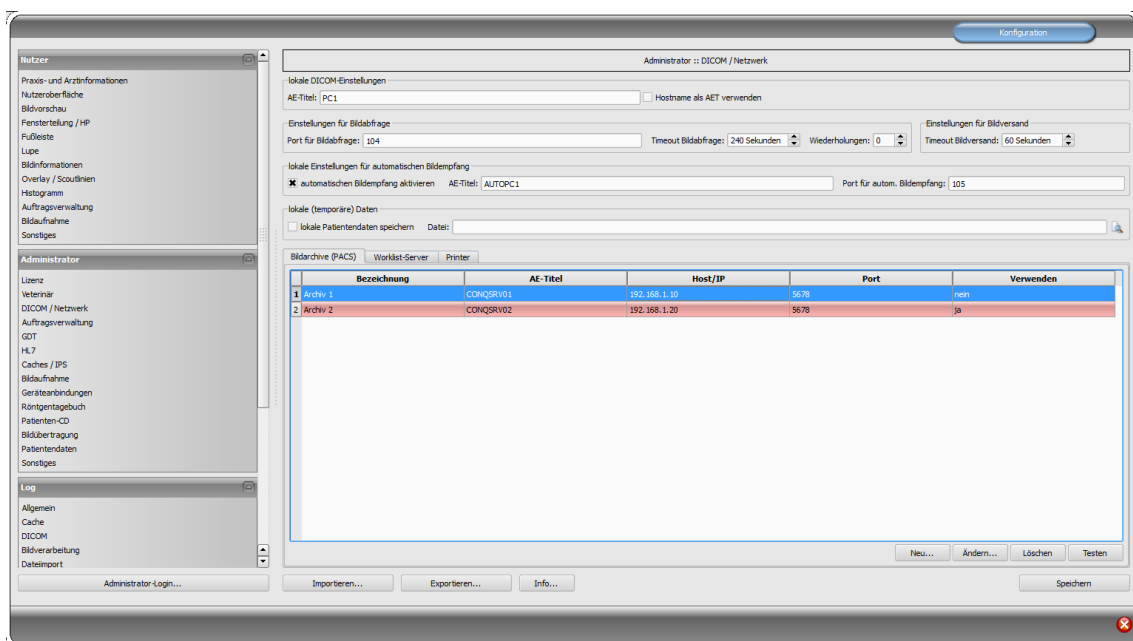 Konfiguration
Nutzer
Praxis- und Arztinformationen
Nutzeroberfläche
Bildvorschau
Fensterteilung / HP
Fußleiste
Lupe
Bildinformationen
Overlay / Scoutlinien
Histogramm
Auftragsverwaltung
Bildaufnahme
Sonstiges
Administrator
Lizenz
Veterinär
DICOM / Netzwerk
Auftragsverwaltung
GDT
HL7
Caches / IPS
Bildaufnahme
Geräteanbindungen
Röntgentagebuch
Patienten-CD
Bildübertragung
Patientendaten
Sonstiges
Log
Allgemein
Cache
DICOM
Bildverarbeitung
Dateiimport
Administrator-Login...
Administrator :: DICOM / Netzwerk
lokale DICOM-Einstellungen
AE-Titel: PC1 Hostname als AET verwenden
Einstellungen für Bildabfrage Einstellungen für Bildversand
Port für Bildabfrage: 104 Timeout Bildabfrage: 240 Sekunden Wiederholungen: 0 Timeout Bildversand: 60 Sekunden
lokale Einstellungen für automatischen Bildempfang
automatischen Bildempfang aktivieren AE-Titel: AUTOPC1 Port für autom. Bildempfang: 105
lokale (temporäre) Daten
lokale Patientendaten speichern Datei:
Bildarchive (PACS) Worklist-Server Printer
Bezeichnung AE-Titel Host/IP Port Verwenden
1 Archiv 1 CONQSRV01 192.168.1.10 5678 nein
2 Archiv 2 CONQSRV02 192.168.1.20 5678 ja
Neu... Ändern... Löschen Testen
Importieren... Exportieren... Info... Speichern